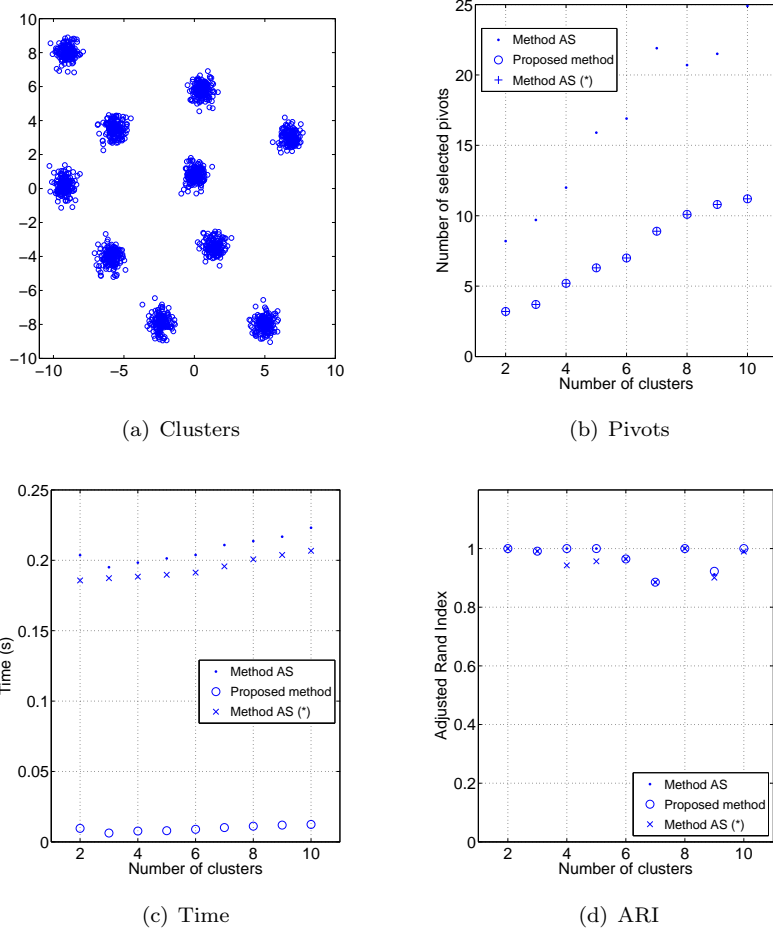 10
8
6
4
2
0
−2
−4
−6
−8
−10
−10 −5 0 5 10
(a) Clusters
25
20
15
10
5
0
Number of selected pivots
Method AS
Proposed method
Method AS (*)
2 4 6 8 10
Number of clusters
(b) Pivots
0.25
0.2
0.15
0.1
0.05
0
Time (s)
Method AS
Proposed method
Method AS (*)
2 4 6 8 10
Number of clusters
(c) Time
1
0.8
0.6
0.4
0.2
0
Adjusted Rand Index
Method AS
Proposed method
Method AS (*)
2 4 6 8 10
Number of clusters
(d) ARI